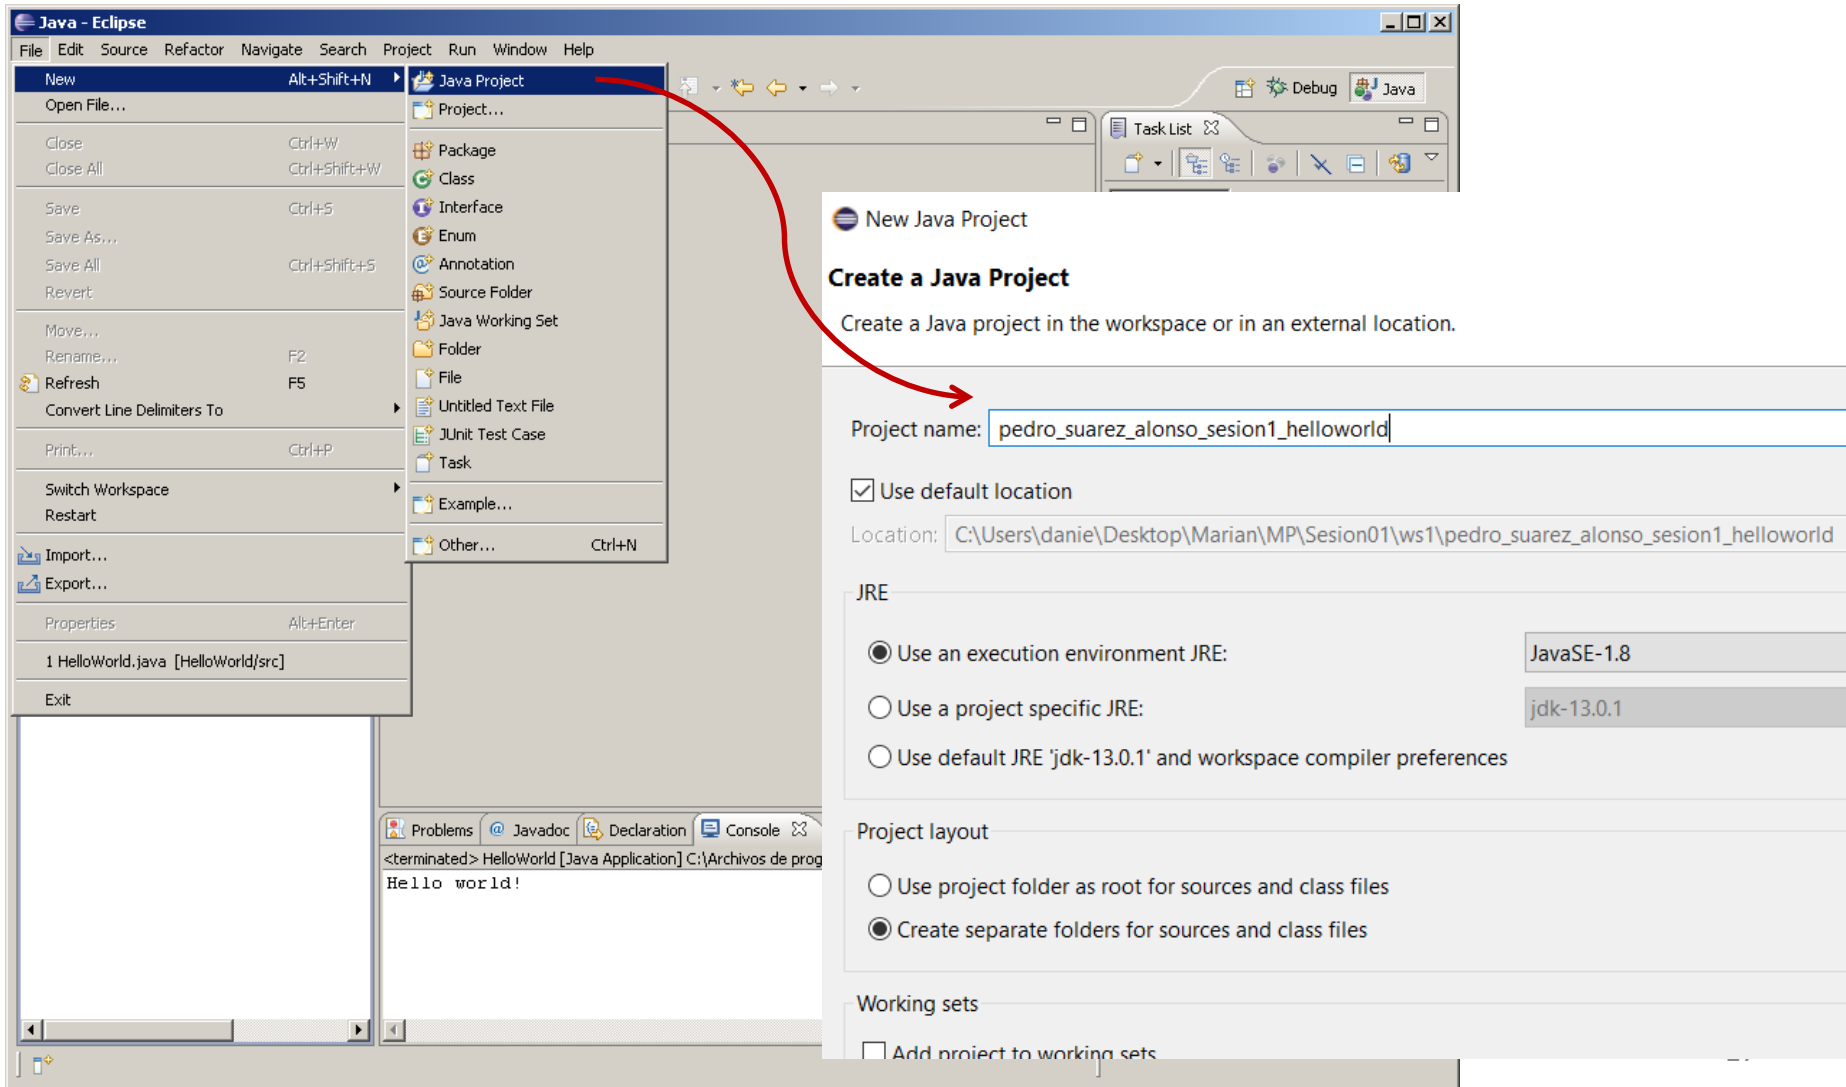 Java - Eclipse
File Edit Source Refactor Navigate Search Project Run Window Help
New Alt+Shift+N
Open File...
Close Ctrl+W
Close All Ctrl+Shift+W
Save Ctrl+S
Save As...
Save All Ctrl+Shift+S
Revert
Move...
Rename... F2
Refresh F5
Convert Line Delimiters To
Print... Ctrl+P
Switch Workspace
Restart
Import...
Export...
Properties Alt+Enter
1 HelloWorld.java [HelloWorld/src]
Exit
Java Project
Project...
Package
Class
Interface
Enum
Annotation
Source Folder
Java Working Set
Folder
File
Untitled Text File
JUnit Test Case
Task
Example...
Other... Ctrl+N
Debug Java
Task List
New Java Project
Create a Java Project
Create a Java project in the workspace or in an external location.
Project name: pedro_suarez_alonso_sesion1_helloworld
Use default location
Location: C:\Users\danie\Desktop\Marian\MP\Sesion01\ws1\pedro_suarez_alonso_sesion1_helloworld
JRE
Use an execution environment JRE: JavaSE-1.8
Use a project specific JRE: jdk-13.0.1
Use default JRE 'jdk-13.0.1' and workspace compiler preferences
Project layout
Use project folder as root for sources and class files
Create separate folders for sources and class files
Working sets
Add project to working sets
Problems @ Javadoc Declaration Console
<terminated> HelloWorld [Java Application] C:\Archivos de prog
Hello world!